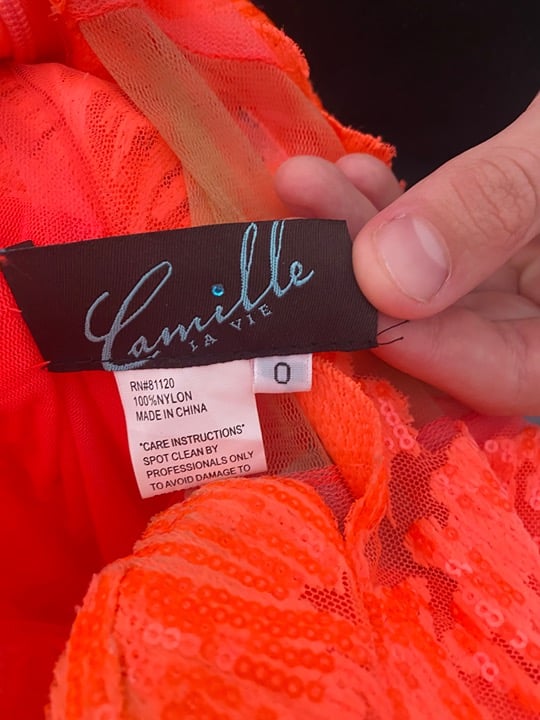 Camille
LA VIE
0
RN#81120
100%NYLON
MADE IN CHINA
"CARE INSTRUCTIONS"
SPOT CLEAN BY
PROFESSIONALS ONLY
TO AVOID DAMAGE TO